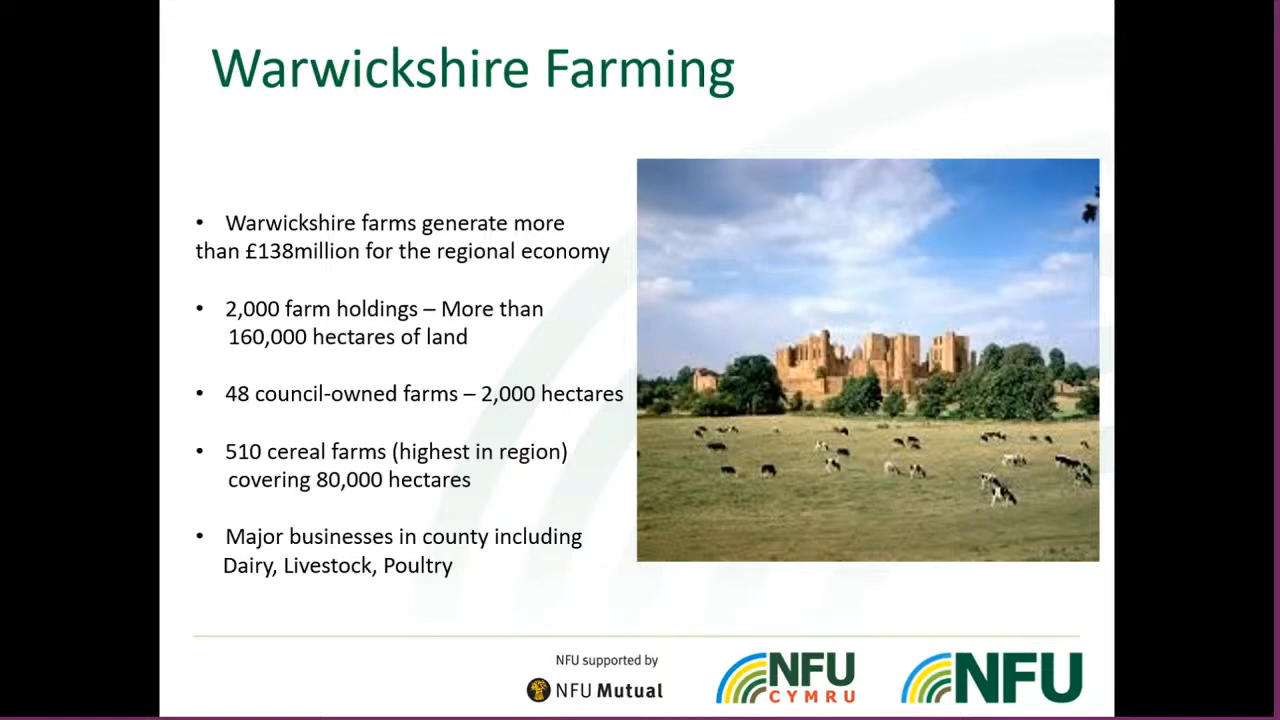 Warwickshire Farming
• Warwickshire farms generate more
than £138million for the regional economy
• 2,000 farm holdings – More than
160,000 hectares of land
• 48 council-owned farms – 2,000 hectares
• 510 cereal farms (highest in region)
covering 80,000 hectares
• Major businesses in county including
Dairy, Livestock, Poultry
NFU supported by
NFU Mutual
NFU
CYMRU
NFU